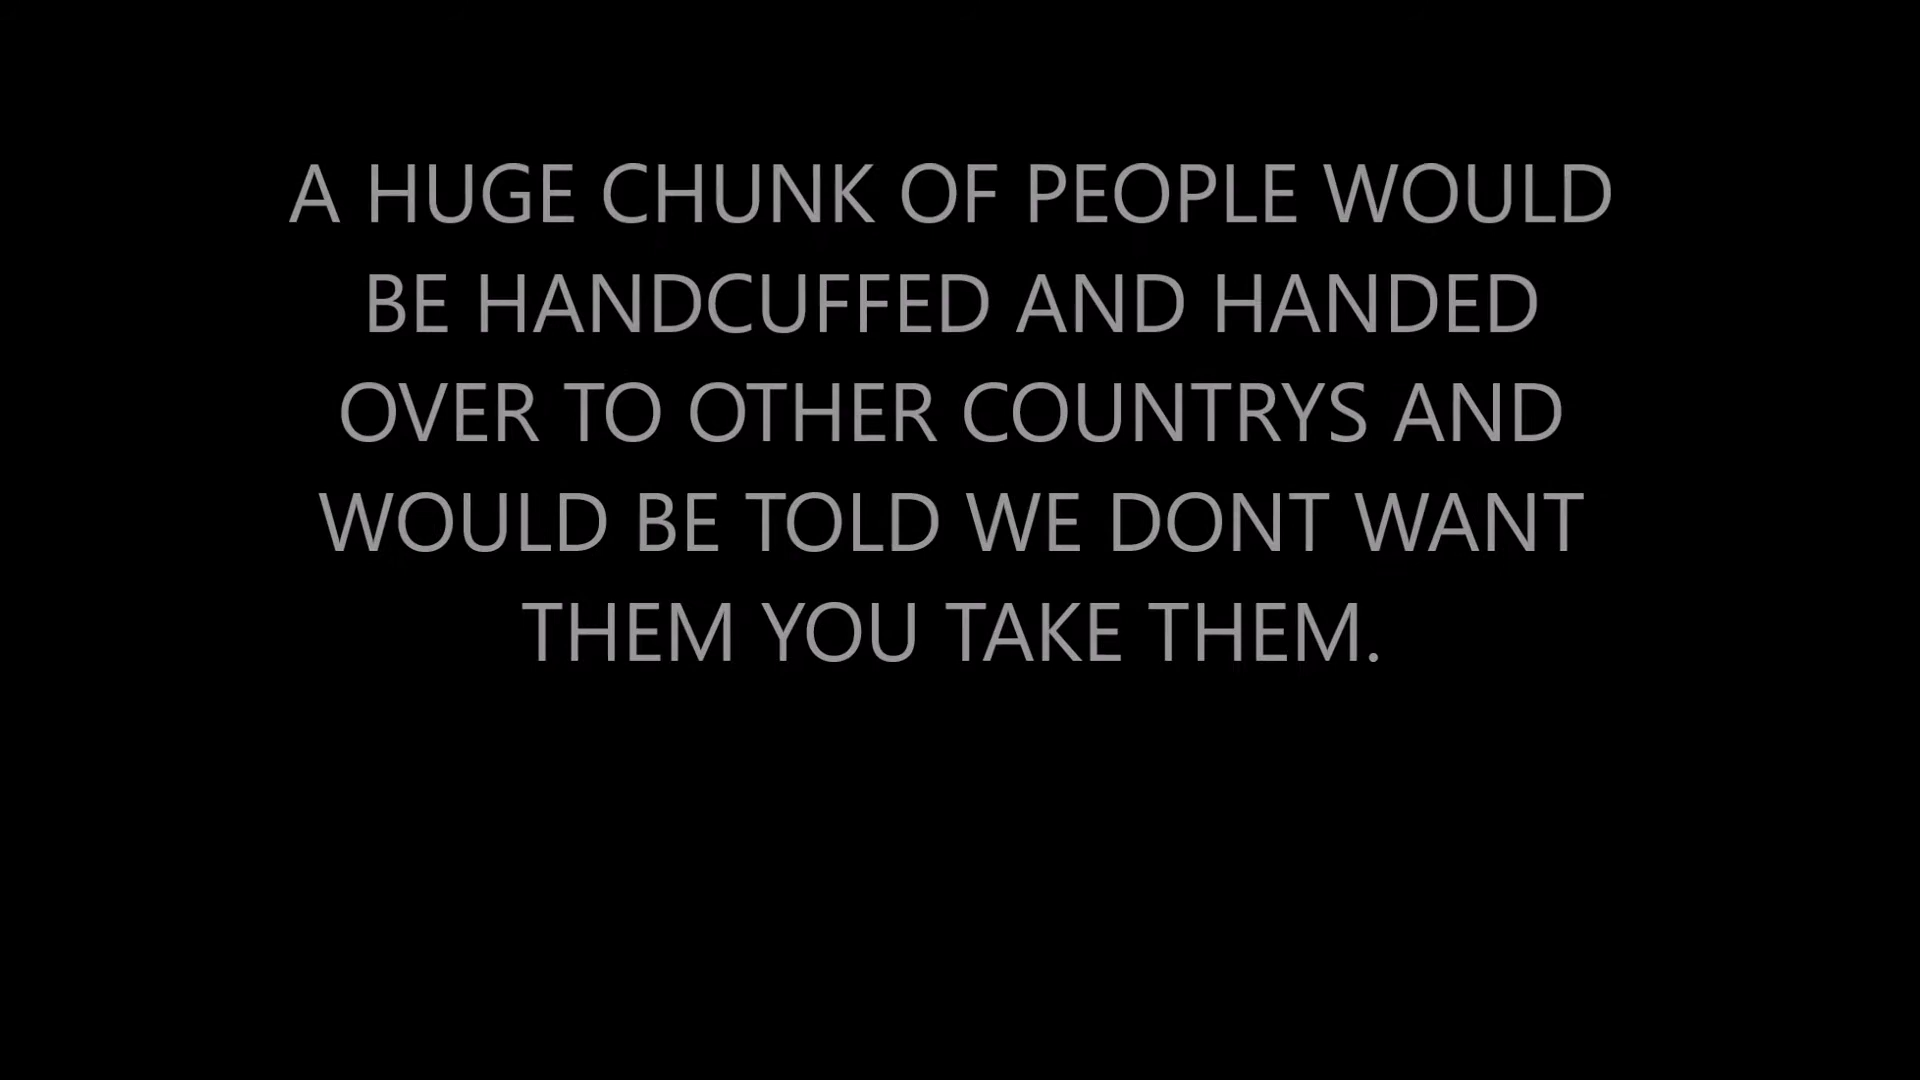 A HUGE CHUNK OF PEOPLE WOULD
BE HANDCUFFED AND HANDED
OVER TO OTHER COUNTRYS AND
WOULD BE TOLD WE DONT WANT
THEM YOU TAKE THEM.